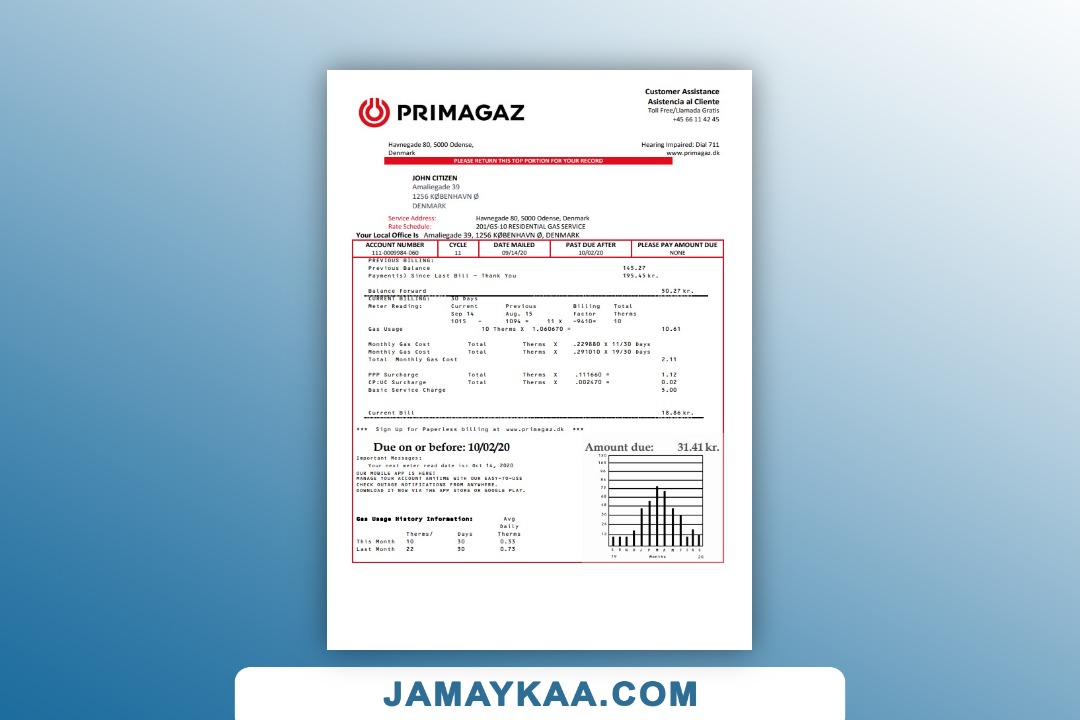 PRIMAGAZ
Customer Assistance
Asistencia al Cliente
Toll Free/Llamada Gratis
+45 66 11 42 45
Havnegade 80, 5000 Odense,
Denmark
Hearing Impaired: Dial 711
www.primagaz.dk
PLEASE RETURN THIS TOP PORTION FOR YOUR RECORD
JOHN CITIZEN
Amaliegade 39
1256 KØBENHAVN Ø
DENMARK
Service Address: Havnegade 80, 5000 Odense, Denmark
Rate Schedule: 201/GS-10 RESIDENTIAL GAS SERVICE
Your Local Office Is Amaliegade 39, 1256 KØBENHAVN Ø, DENMARK
ACCOUNT NUMBER CYCLE DATE MAILED PAST DUE AFTER PLEASE PAY AMOUNT DUE
111-0009984-060 11 09/14/20 10/02/20 NONE
PREVIOUS BILLING:
Previous Balance 145.27
Payment(s) Since Last Bill - Thank You 195.45 kr.
Balance Forward 50.27 kr.
CURRENT BILLING: 30 Days
Meter Reading: Current Previous Billing Total
Sep 14 Aug. 15 Factor Therms
1015 - 1094 = 11 X -9410= 10
Gas Usage 10 Therms X 1.060670 = 10.61
Monthly Gas Cost Total Therms X .229880 X 11/30 Days
Monthly Gas Cost Total Therms X .291010 X 19/30 Days
Total Monthly Gas Cost 2.11
PPP Surcharge Total Therms X .111660 = 1.12
CP:UC Surcharge Total Therms X .002470 = 0.02
Basic Service Charge 5.00
Current Bill 18.86 kr.
*** Sign Up for Paperless billing at www.primagaz.dk ***
Due on or before: 10/02/20 Amount due: 31.41 kr.
Important Messages:
Your next meter read date is: Oct 14, 2020
OUR MOBILE APP IS HERE!
MANAGE YOUR ACCOUNT ANYTIME WITH OUR EASY-TO-USE
CHECK OUTAGE NOTIFICATIONS FROM ANYWHERE.
DOWNLOAD IT NOW VIA THE APP STORE OR GOOGLE PLAY.
Gas Usage History Information: Avg
Daily
Therms/ Days Therms
This Month 10 30 0.33
Last Month 22 30 0.73
Months
JAMAYKAA.COM